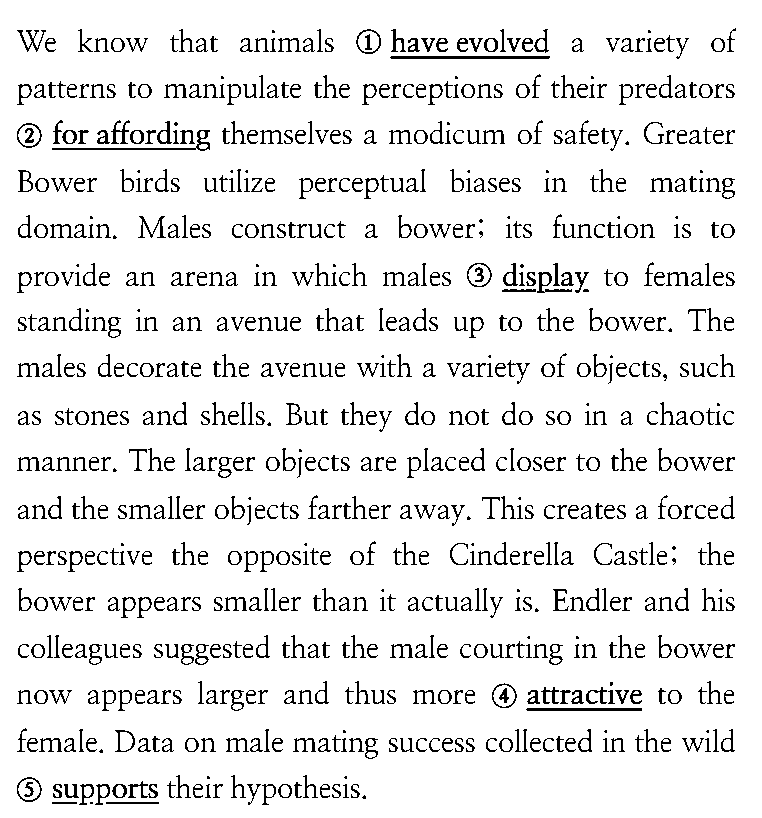 We know that animals ① have evolved a variety of
patterns to manipulate the perceptions of their predators
② for affording themselves a modicum of safety. Greater
Bower birds utilize perceptual biases in the mating
domain. Males construct a bower; its function is to
provide an arena in which males ③ display to females
standing in an avenue that leads up to the bower. The
males decorate the avenue with a variety of objects, such
as stones and shells. But they do not do so in a chaotic
manner. The larger objects are placed closer to the bower
and the smaller objects farther away. This creates a forced
perspective the opposite of the Cinderella Castle; the
bower appears smaller than it actually is. Endler and his
colleagues suggested that the male courting in the bower
now appears larger and thus more ④ attractive to the
female. Data on male mating success collected in the wild
⑤ supports their hypothesis.